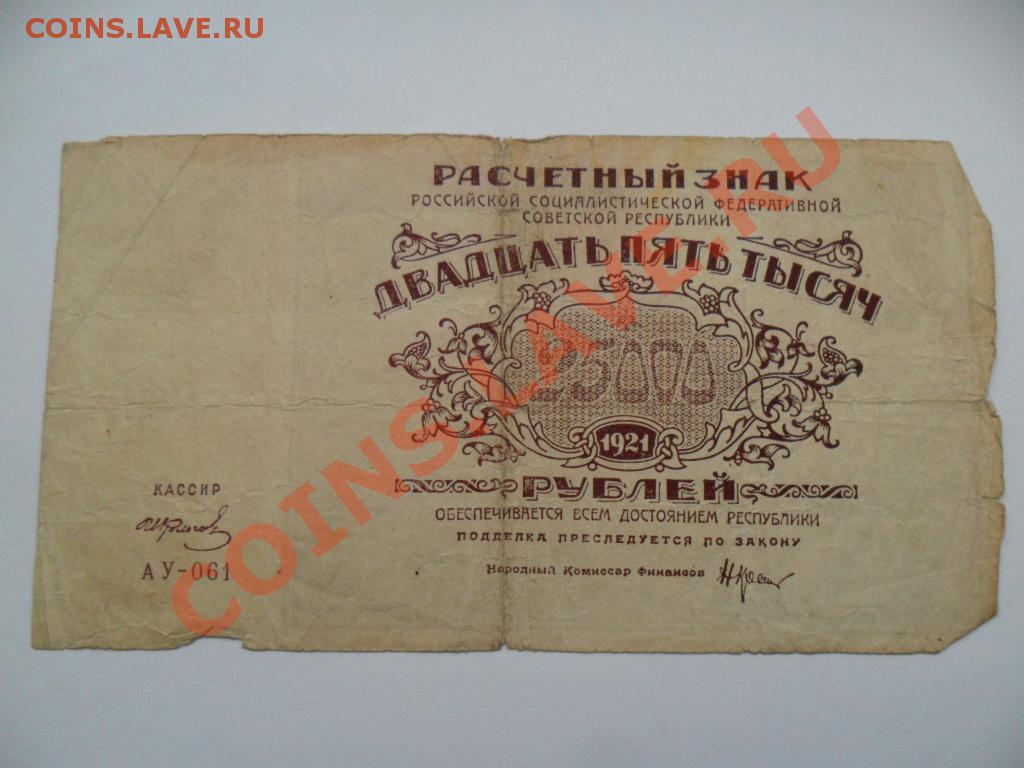 COINS.LAVE.RU
РАСЧЕТНЫЙ ЗНАК
РОССИЙСКОЙ СОЦИАЛИСТИЧЕСКОЙ ФЕДЕРАТИВНОЙ
СОВЕТСКОЙ РЕСПУБЛИКИ
ДВАДЦАТЬ ПЯТЬ ТЫСЯЧ
25000
1921
РУБЛЕЙ
ОБЕСПЕЧИВАЕТСЯ ВСЕМ ДОСТОЯНИЕМ РЕСПУБЛИКИ
ПОДДЕЛКА ПРЕСЛЕДУЕТСЯ ПО ЗАКОНУ
Народный Комиссар Финансов
КАССИР
АУ-061
COINS.LAVE.RU